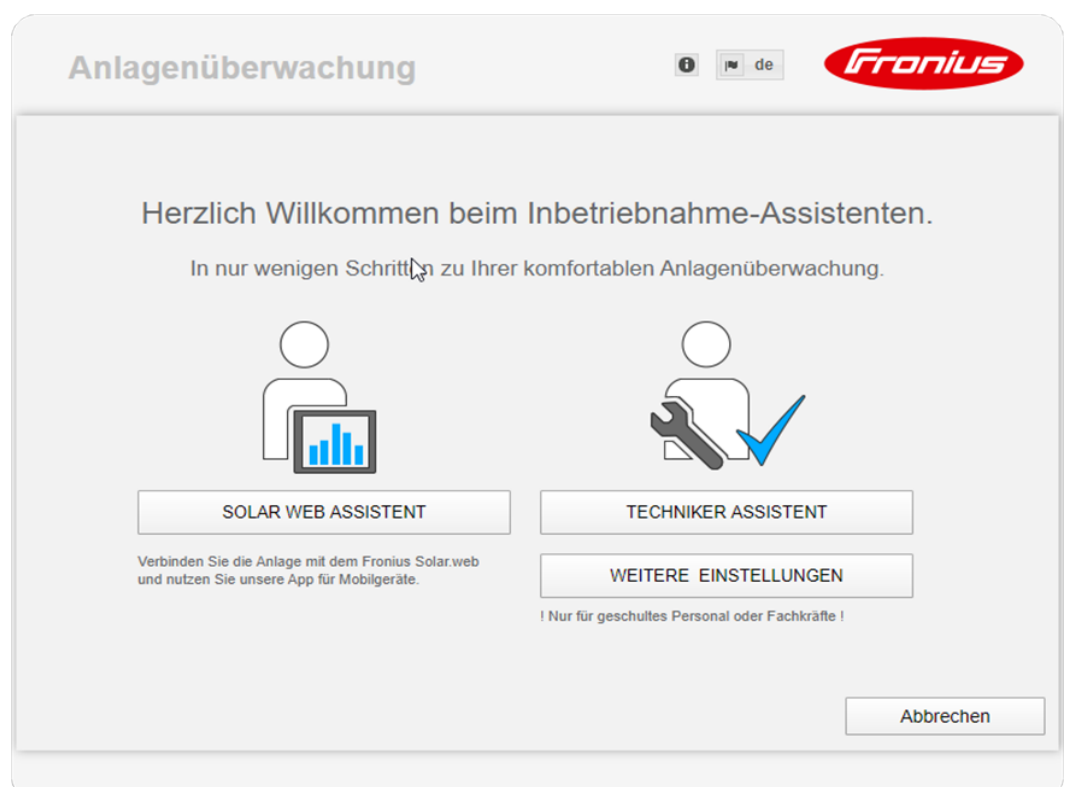 Anlagenüberwachung
de
Fronius
Herzlich Willkommen beim Inbetriebnahme-Assistenten.
In nur wenigen Schritten zu Ihrer komfortablen Anlagenüberwachung.
SOLAR WEB ASSISTENT
Verbinden Sie die Anlage mit dem Fronius Solar.web
und nutzen Sie unsere App für Mobilgeräte.
TECHNIKER ASSISTENT
WEITERE EINSTELLUNGEN
! Nur für geschultes Personal oder Fachkräfte !
Abbrechen